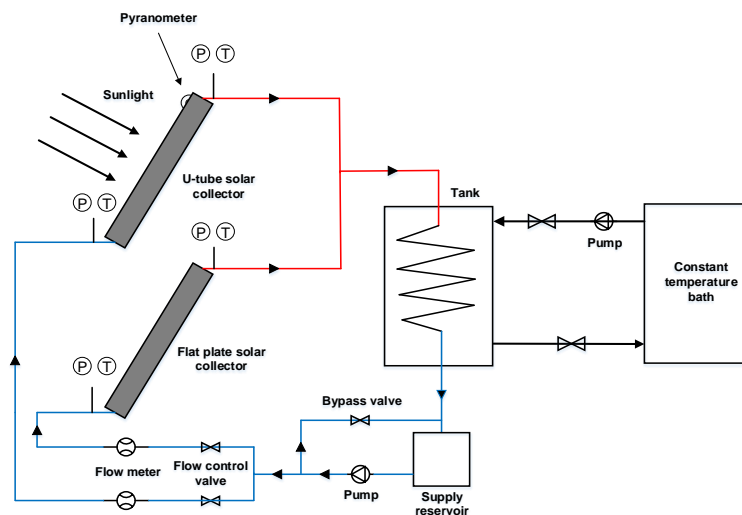 Pyranometer
P T
Sunlight
U-tube solar
collector
P T
Tank
P T
Pump
Constant
temperature
bath
Flat plate solar
collector
P T
Bypass valve
Flow meter
Flow control
valve
Pump
Supply
reservoir